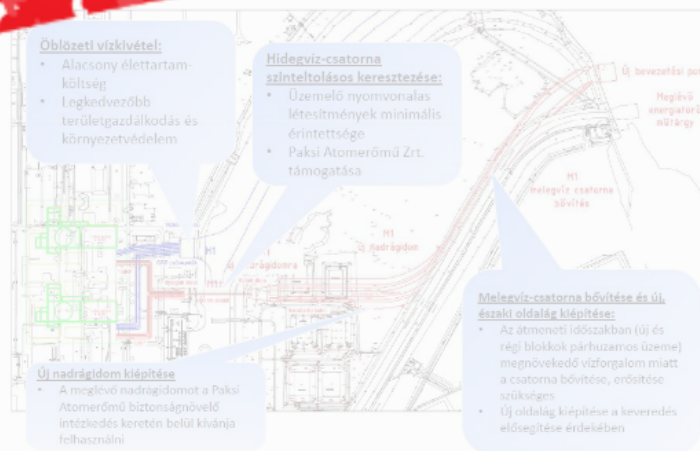 Öblözeti vízkivétel:
• Alacsony élettartam-
költség
• Legkedvezőbb
területgazdálkodás és
környezetvédelem
Hidegvíz-csatorna
szinteltolásos keresztezése:
• Üzemelő nyomvonalas
létesítmények minimális
érintettsége
• Paksi Atomerőmű Zrt.
támogatása
Új bevezetési
Meglévő
műtárgy
M1
melegvíz csatorna
bővítés
M1
új nadrágidom
M1
Melegvíz-csatorna bővítése és új,
északi oldalág kiépítése:
• Az átmeneti időszakban (új és
régi blokkok párhuzamos üzeme)
megnövekedő vízforgalom miatt
a csatorna bővítése, erősítése
szükséges
• Új oldalág kiépítése a keveredés
elősegítése érdekében
Új nadrágidom kiépítése
• A meglévő nadrágidomot a Paksi
Atomerőmű biztonságnövelő
intézkedés keretén belül kívánja
felhasználni